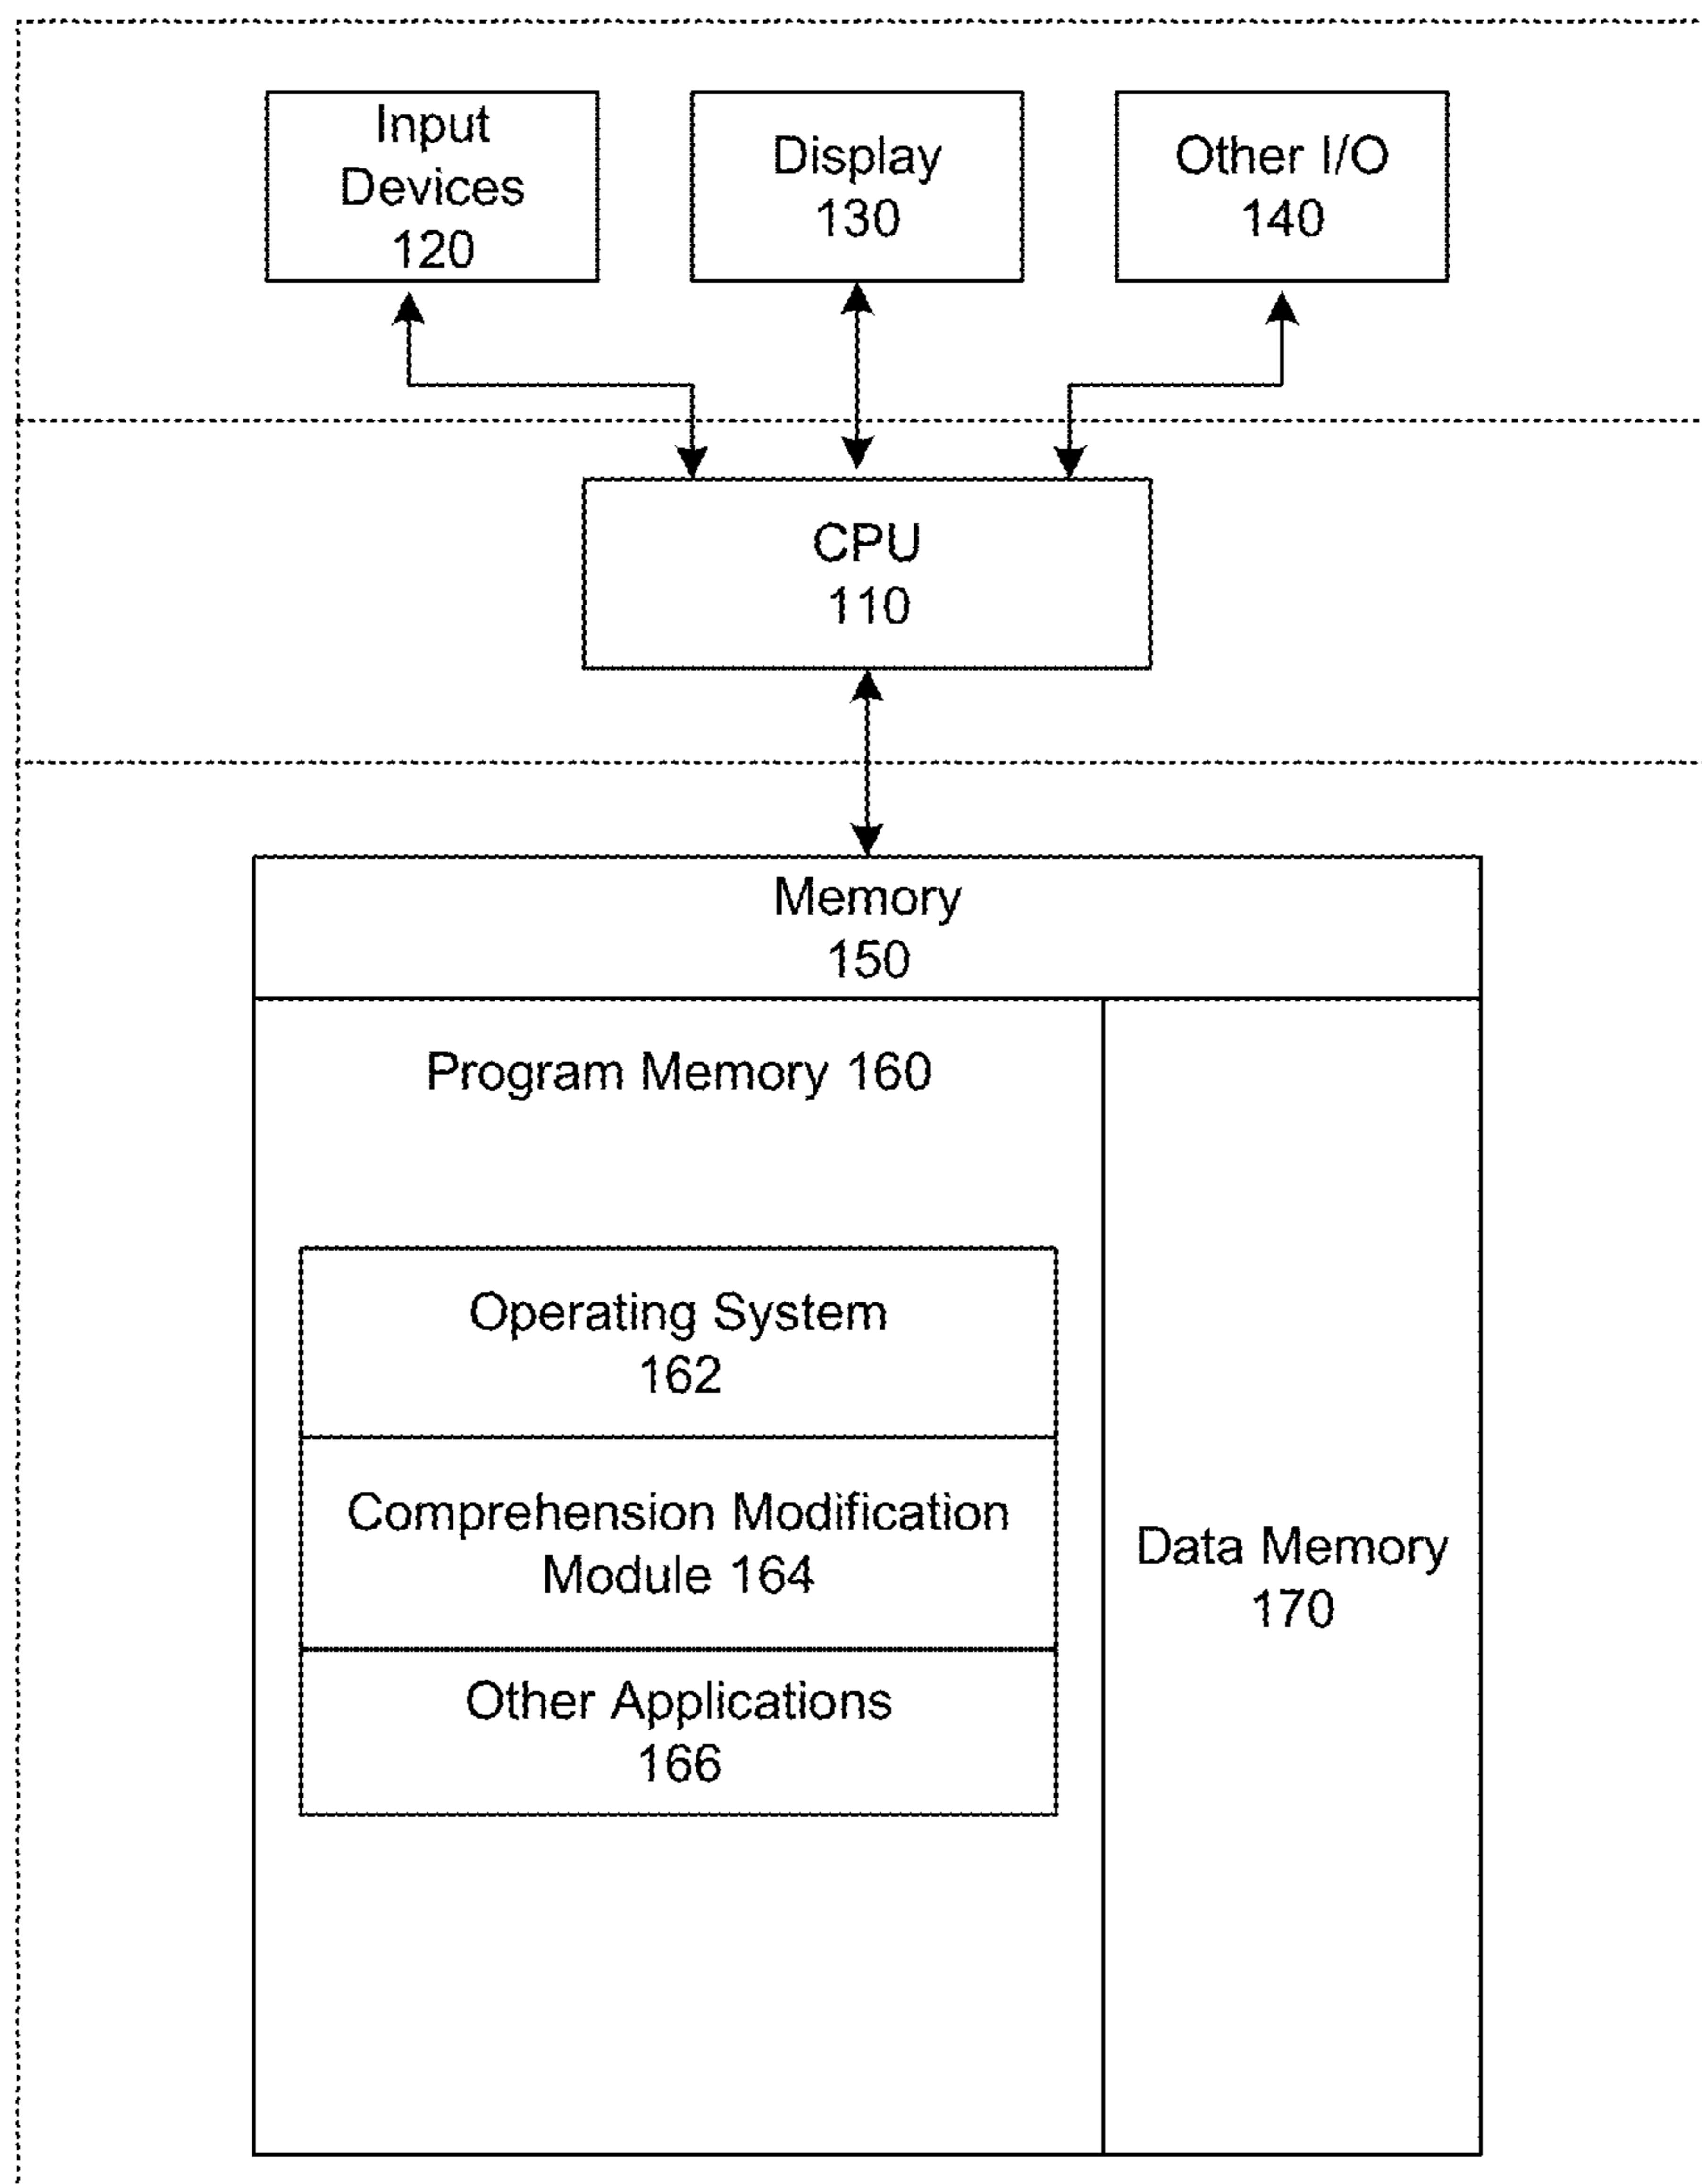 Input
Devices
120
Display
130
Other I/O
140
CPU
110
Memory
150
Program Memory 160
Operating System
162
Comprehension Modification
Module 164
Other Applications
166
Data Memory
170